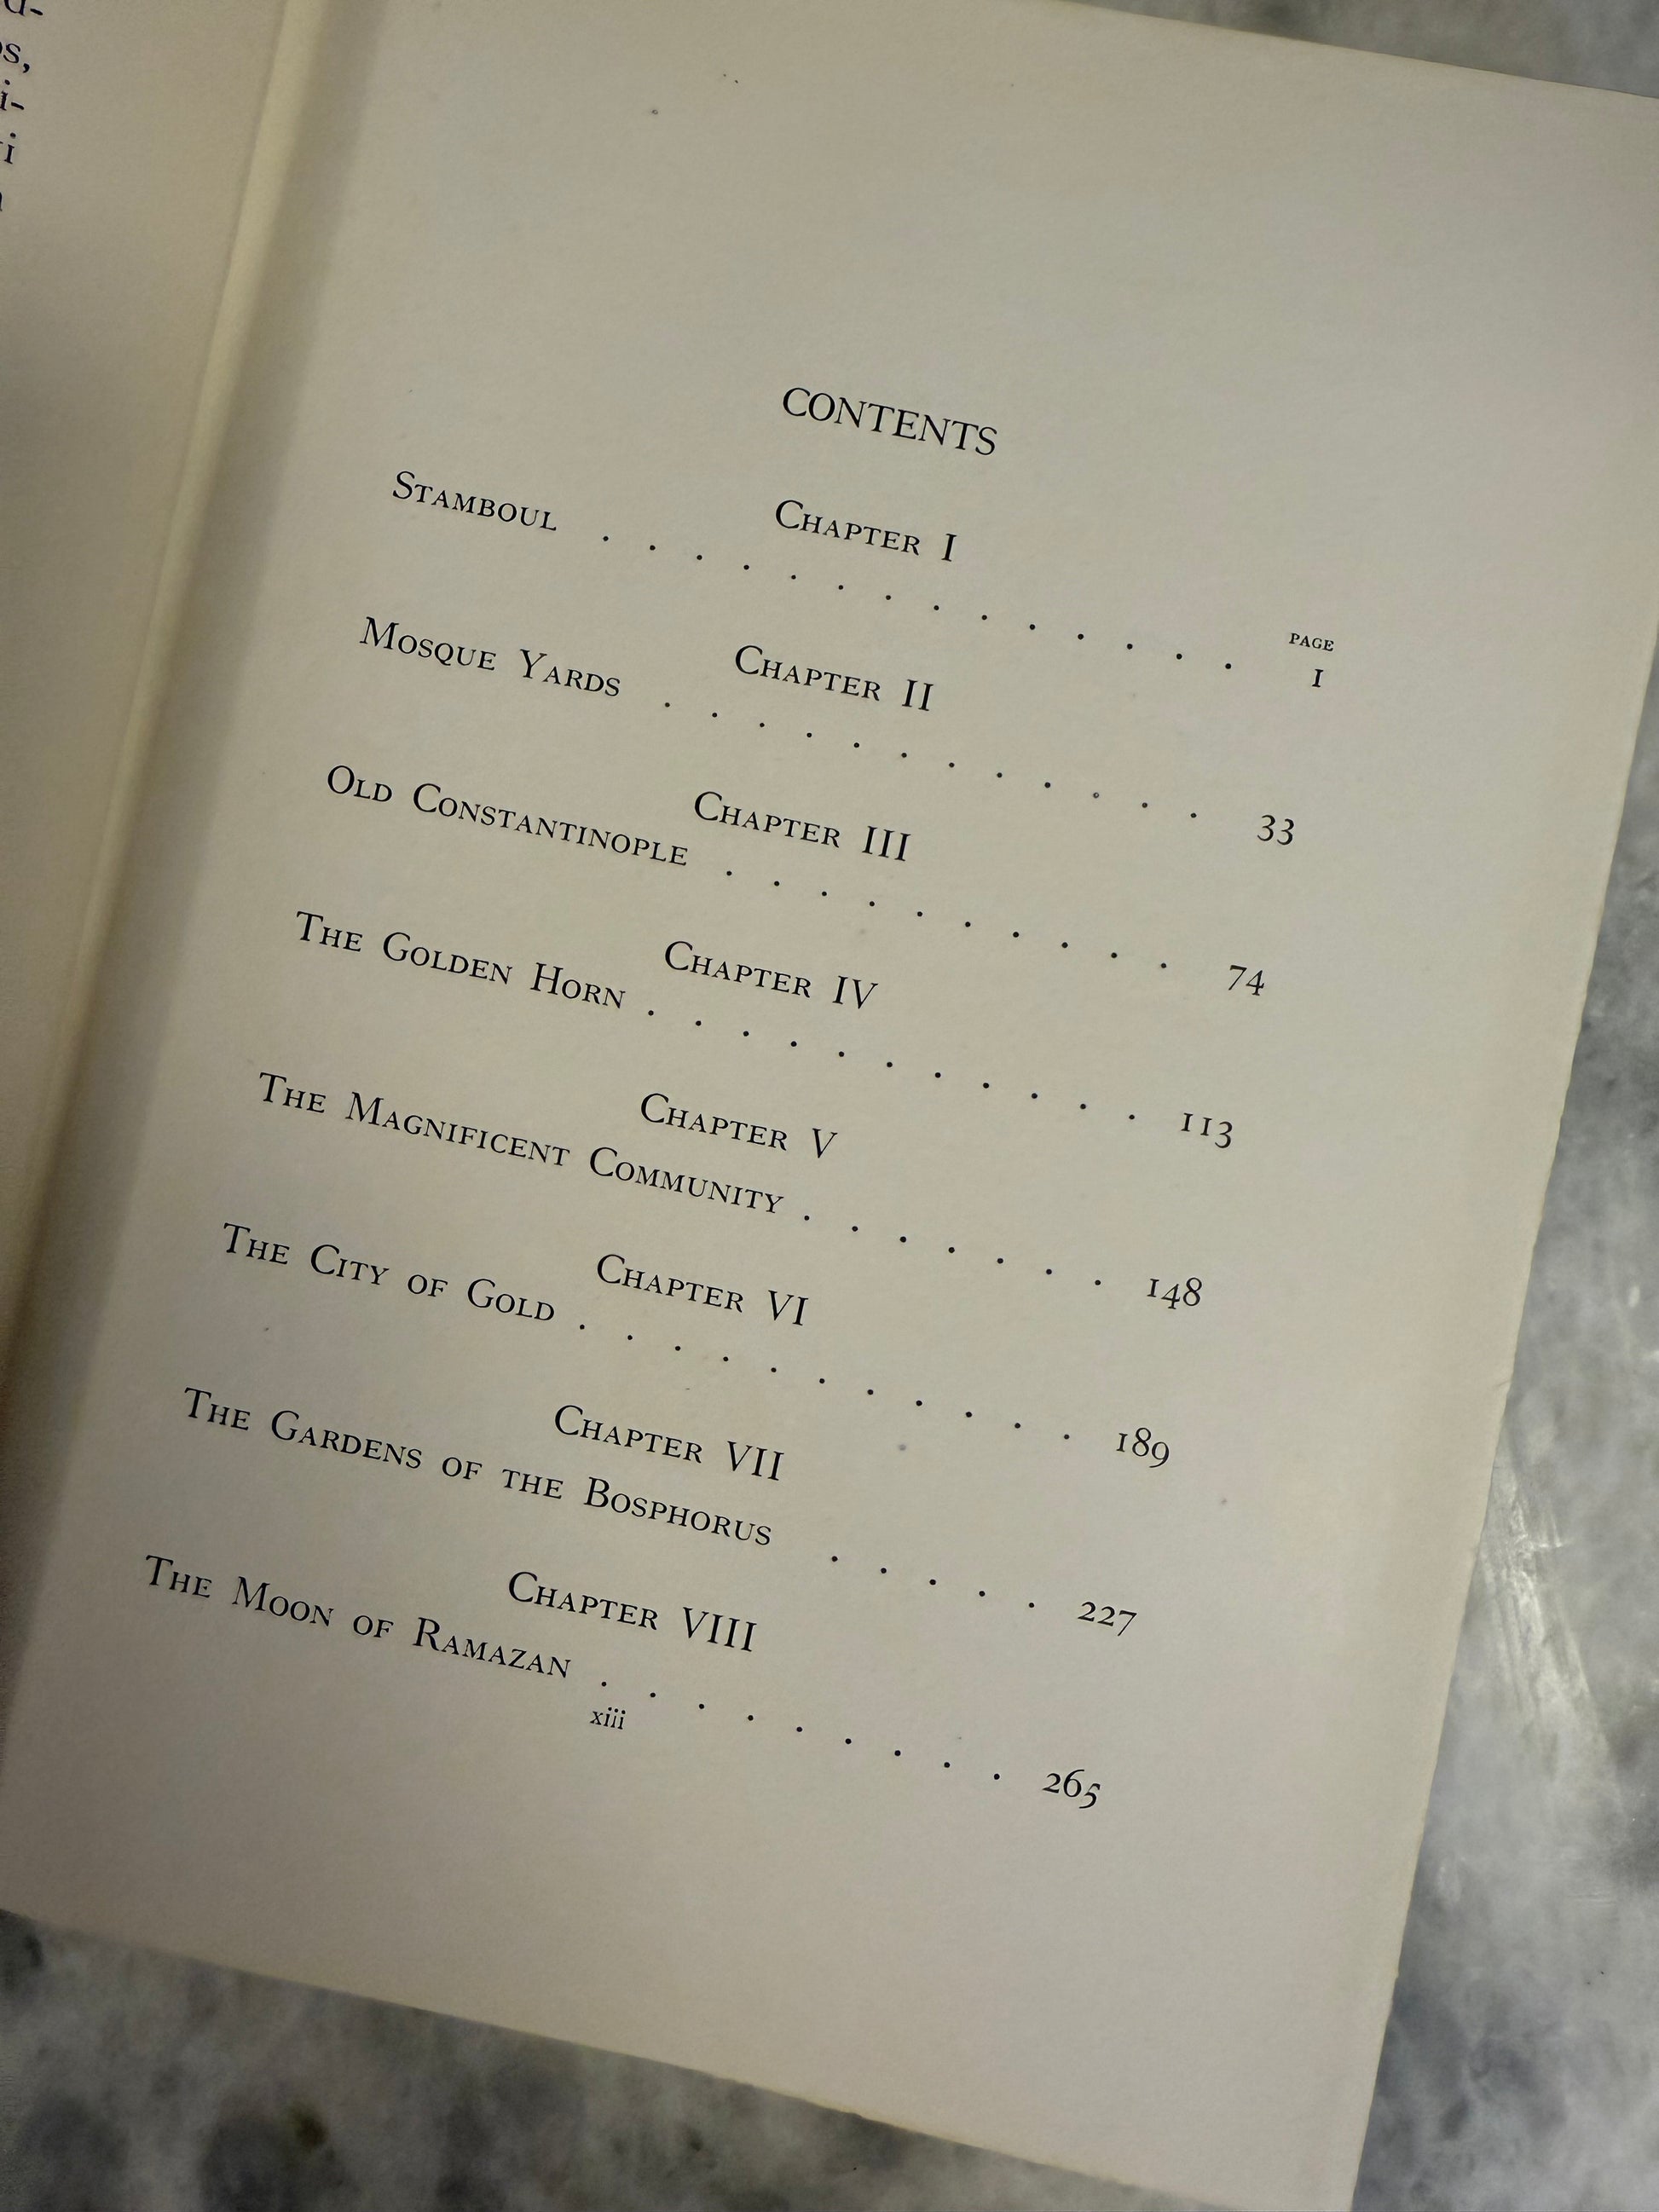 CONTENTS
CHAPTER I
PAGE
STAMBOUL . . . . . . . . . . . . . . 1
CHAPTER II
MOSQUE YARDS . . . . . . . . . . . . 33
CHAPTER III
OLD CONSTANTINOPLE . . . . . . . . . . 74
CHAPTER IV
THE GOLDEN HORN . . . . . . . . . . . 113
CHAPTER V
THE MAGNIFICENT COMMUNITY . . . . . . . 148
CHAPTER VI
THE CITY OF GOLD . . . . . . . . . . . 189
CHAPTER VII
THE GARDENS OF THE BOSPHORUS . . . . . 227
CHAPTER VIII
THE MOON OF RAMAZAN . . . . . . . . . 265
xiii